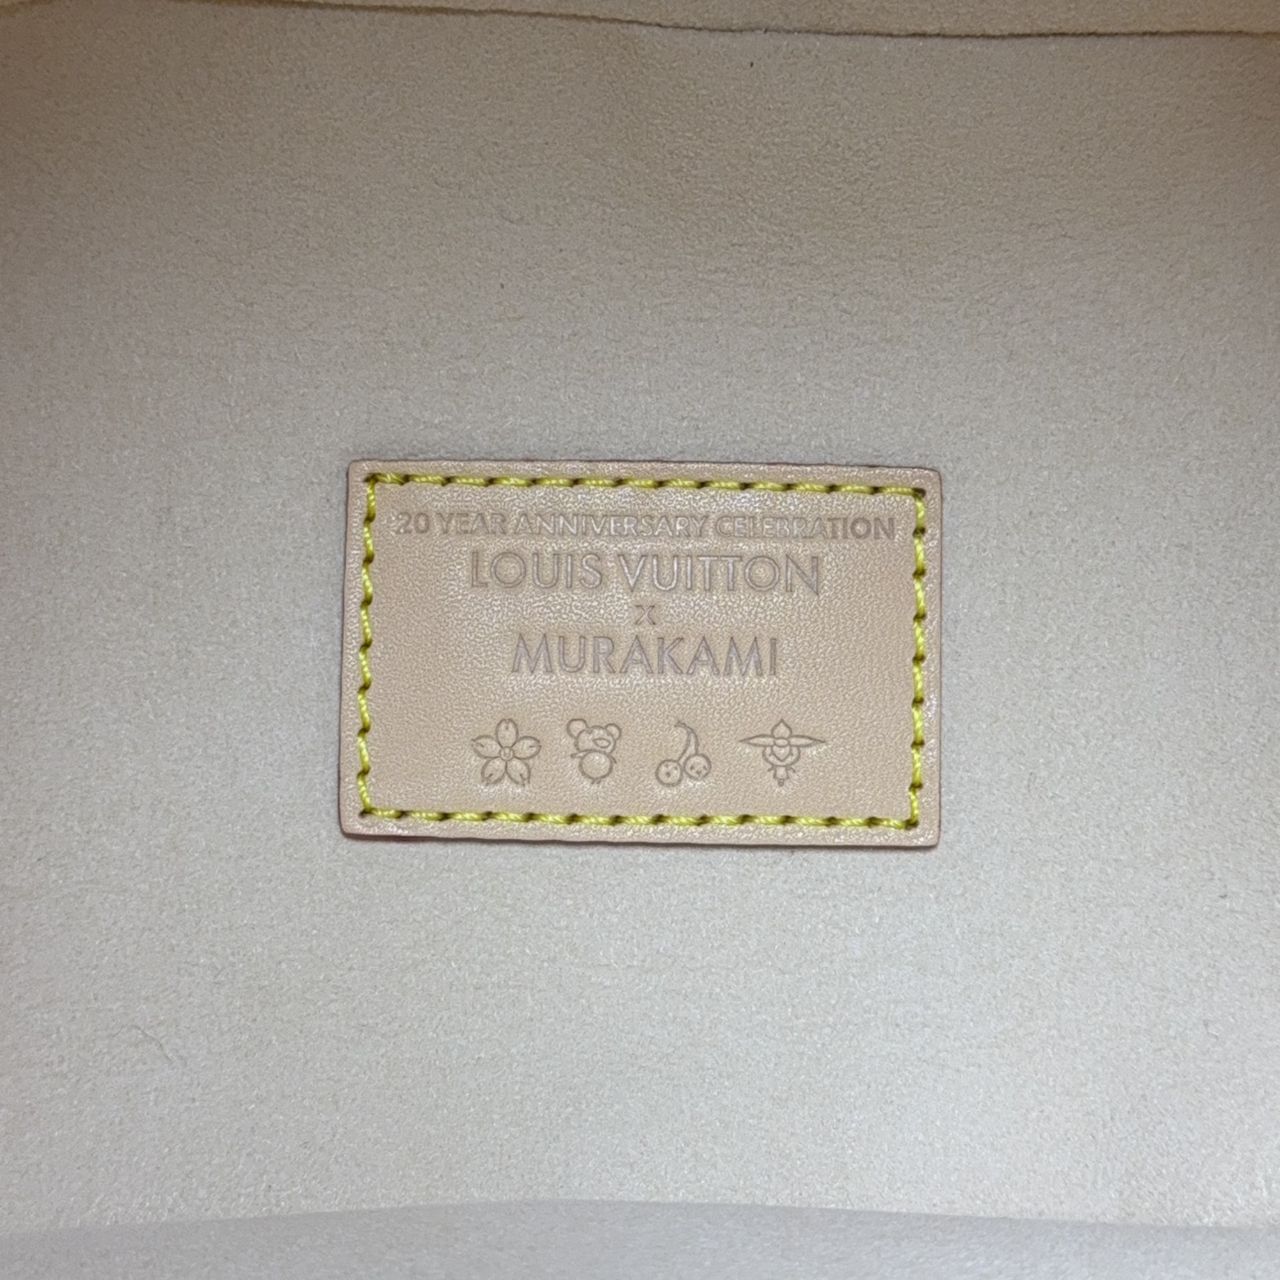 20 YEAR ANNIVERSARY CELEBRATION
LOUIS VUITTON
X
MURAKAMI